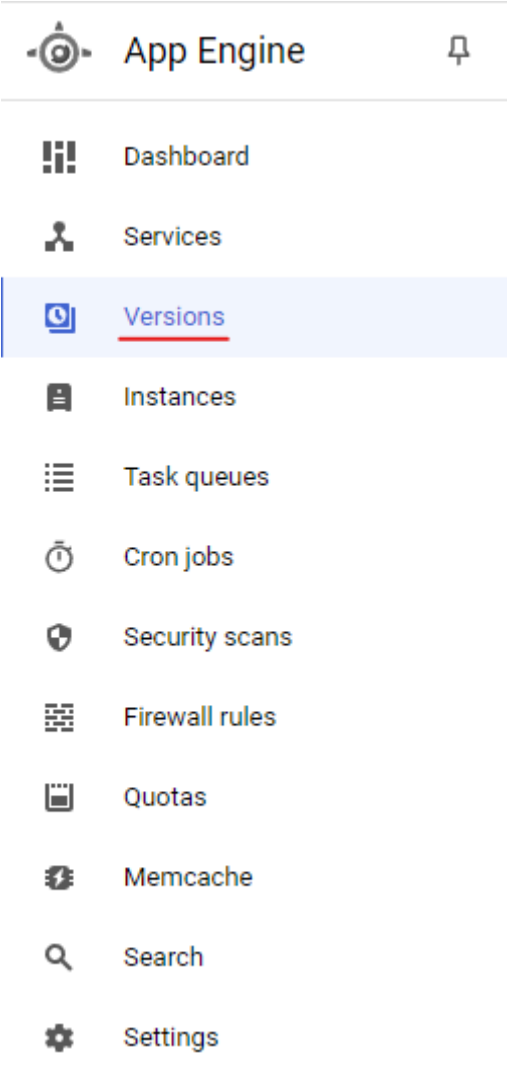 App Engine
Dashboard
Services
Versions
Instances
Task queues
Cron jobs
Security scans
Firewall rules
Quotas
Memcache
Search
Settings